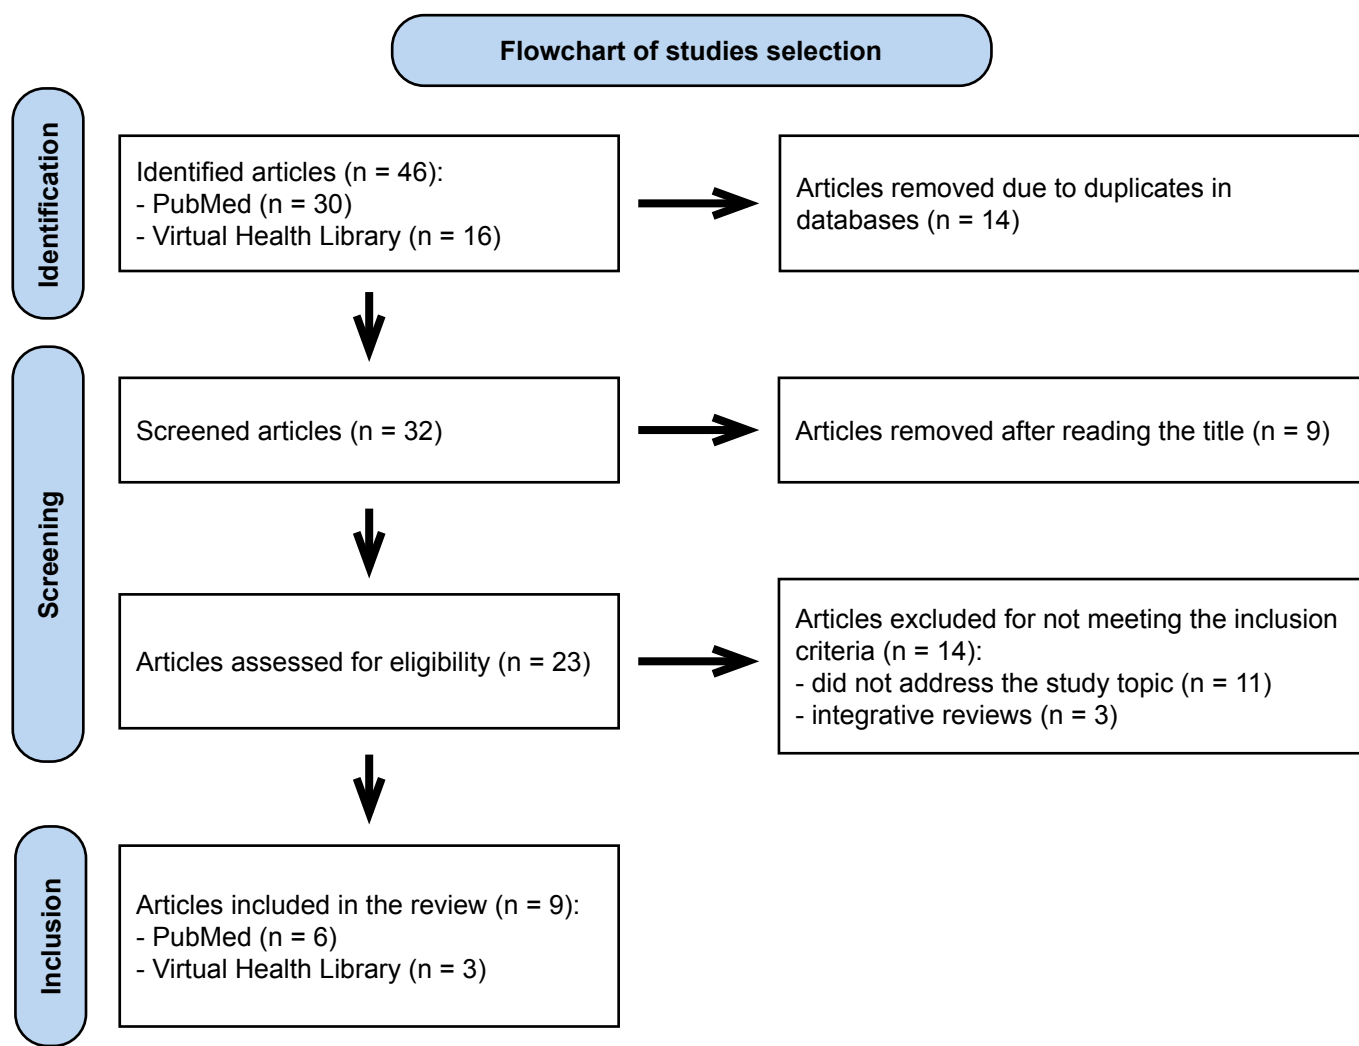 Flowchart of studies selection
Identification
Identified articles (n = 46):
- PubMed (n = 30)
- Virtual Health Library (n = 16)
Articles removed due to duplicates in
databases (n = 14)
Screening
Screened articles (n = 32)
Articles removed after reading the title (n = 9)
Articles assessed for eligibility (n = 23)
Articles excluded for not meeting the inclusion
criteria (n = 14):
- did not address the study topic (n = 11)
- integrative reviews (n = 3)
Inclusion
Articles included in the review (n = 9):
- PubMed (n = 6)
- Virtual Health Library (n = 3)